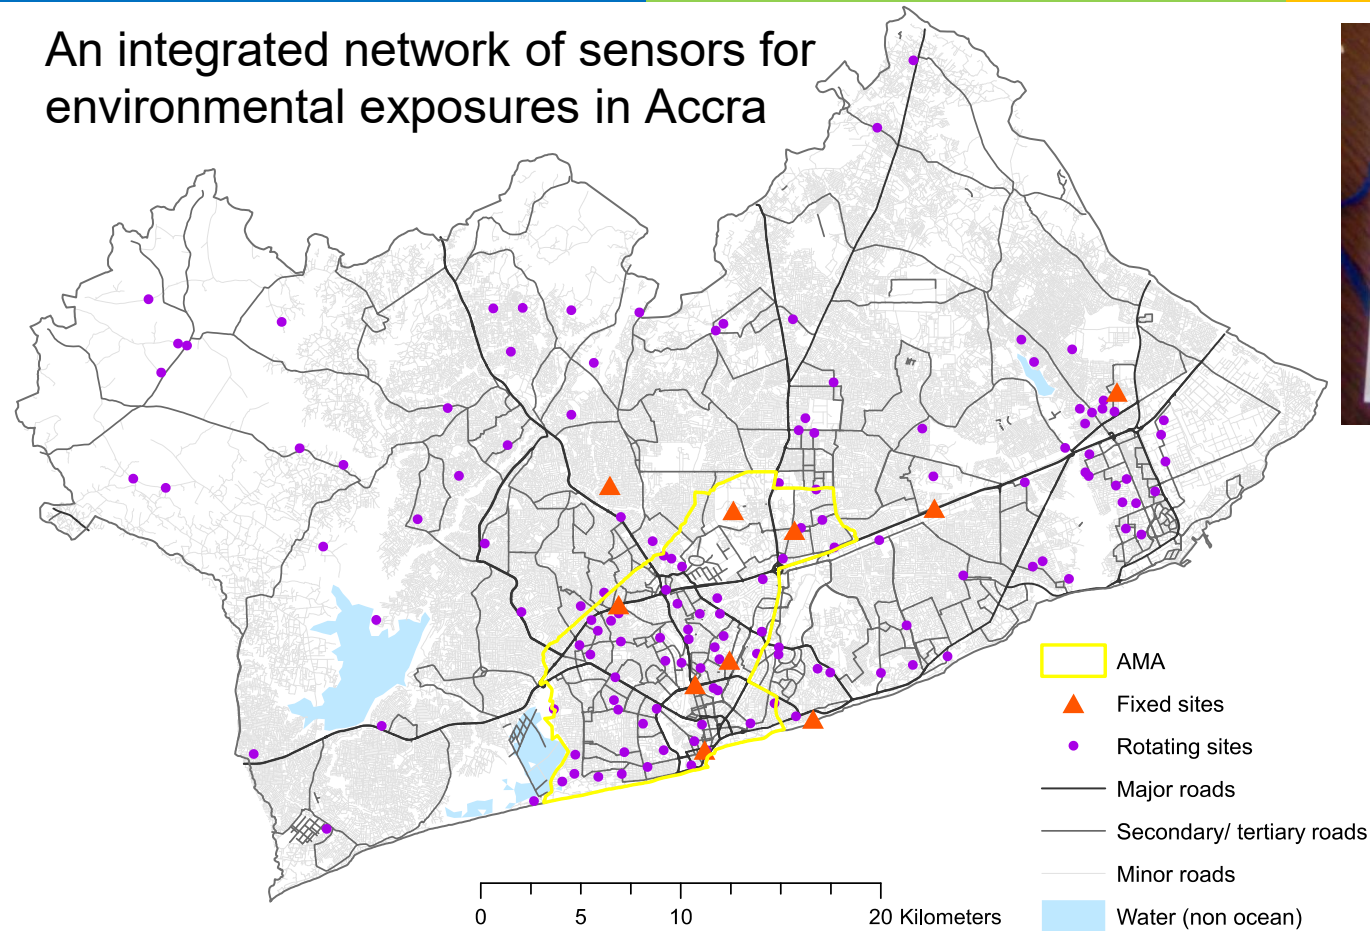 An integrated network of sensors for
environmental exposures in Accra
AMA
Fixed sites
Rotating sites
Major roads
Secondary/ tertiary roads
Minor roads
Water (non ocean)
0 5 10 20 Kilometers